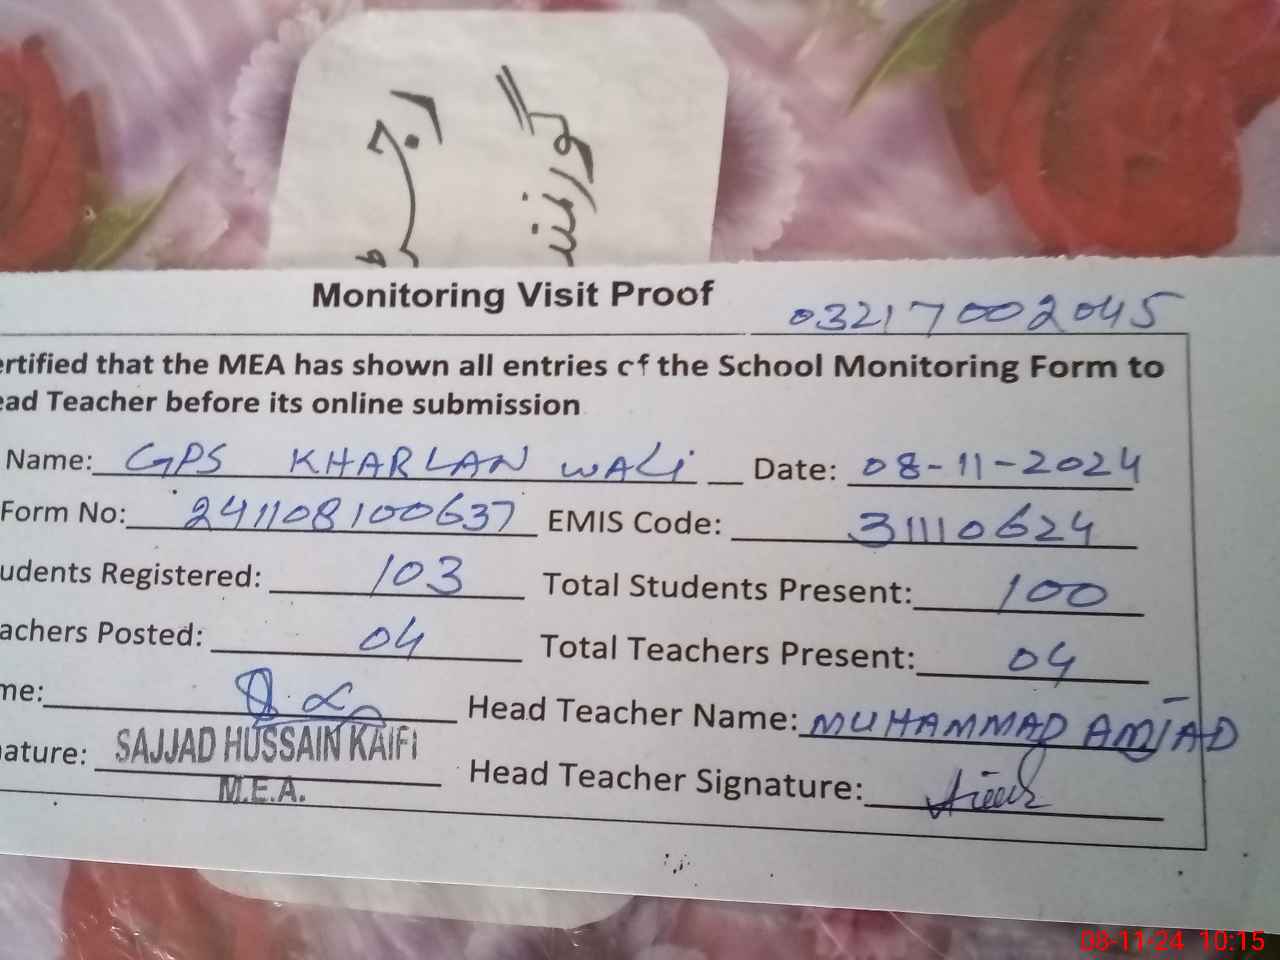 گورنمنٹ
Monitoring Visit Proof
03217002045
ertified that the MEA has shown all entries of the School Monitoring Form to
ead Teacher before its online submission
Name: GPS KHARLAN WALi Date: 08-11-2024
Form No: 241108100637 EMIS Code: 31110624
udents Registered: 103 Total Students Present: 100
achers Posted: 04 Total Teachers Present: 04
me: Head Teacher Name: MUHAMMAD AMJAD
ature: SAJJAD HUSSAIN KAIFI
M.E.A. Head Teacher Signature:
08-11-24 10:15